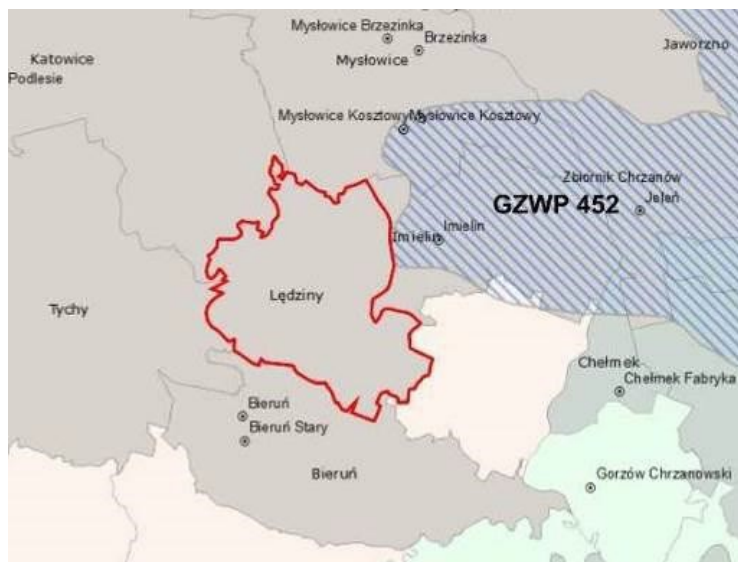 Mysłowice Brzezinka
Brzezinka
Jaworzno
Katowice
Mysłowice
Podlesie
Mysłowice Kosztowy
Mysłowice Kosztowy
Zbiornik Chrzanów
GZWP 452
Jeleń
Imielin
Imielin
Lędziny
Tychy
Chełmek
Chełmek Fabryka
Bieruń
Bieruń Stary
Bieruń
Gorzów Chrzanowski